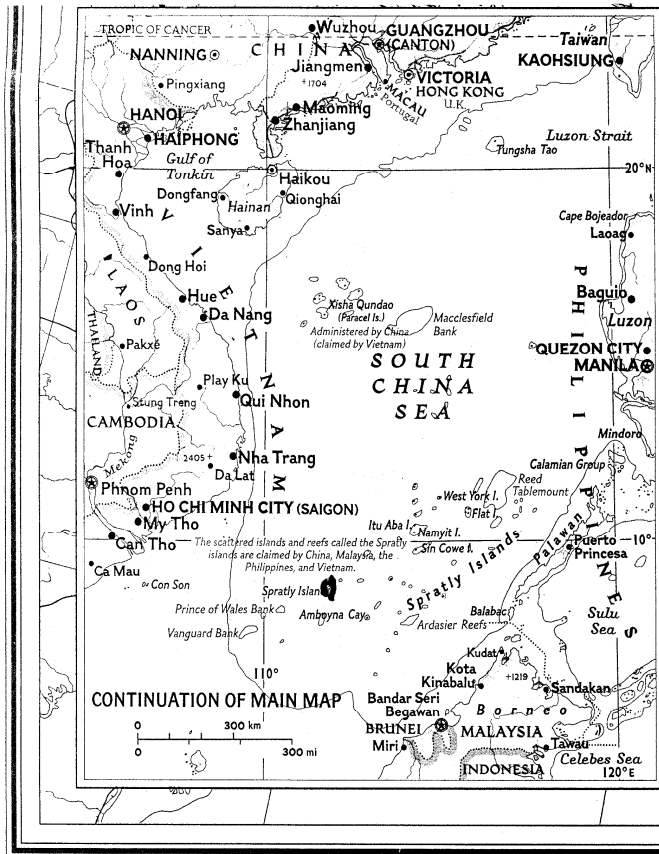 TROPIC OF CANCER
Wuzhou
GUANGZHOU
(CANTON)
Taiwan
KAOHSIUNG
NANNING
CHINA
Jiangmen
+1704
VICTORIA
HONG KONG
U.K.
MACAU
Portugal
Pingxiang
HANOI
Maoming
Zhanjiang
HAIPHONG
Thanh
Hoa
Gulf of
Tonkin
Luzon Strait
Tungsha Tao
20°N
Haikou
Dongfang
Hainan
Qionghai
Vinh
Sanya
Cape Bojeador
Laoag
VIETNAM
Dong Hoi
LAOS
Hue
Da Nang
Xisha Qundao
(Paracel Is.)
Administered by China
(claimed by Vietnam)
Macclesfield
Bank
PHILIPPINES
Baguio
Luzon
THAILAND
Pakxé
SOUTH
CHINA
SEA
QUEZON CITY
MANILA
Play Ku
Stung Treng
Qui Nhon
CAMBODIA
Mindoro
Mekong
2405+
Nha Trang
Da Lat
Calamian Group
Reed
Tablemount
Phnom Penh
West York I.
Flat I.
HO CHI MINH CITY (SAIGON)
My Tho
Itu Aba I.
Namyit I.
Sin Cowe I.
Palawan
Can Tho
The scattered islands and reefs called the Spratly
islands are claimed by China, Malaysia, the
Philippines, and Vietnam.
10°
Puerto
Princesa
Ca Mau
Con Son
Spratly Island
Spratly Islands
Prince of Wales Bank
Amboyna Cay
Balabac
Ardasier Reefs
Sulu
Sea
Vanguard Bank
Kudat
110°
Kota
Kinabalu
+1219
Sandakan
CONTINUATION OF MAIN MAP
Bandar Seri
Begawan
Borneo
0 300 km
0 300 mi
BRUNEI
MALAYSIA
Miri
Tawau
Celebes Sea
INDONESIA
120°E